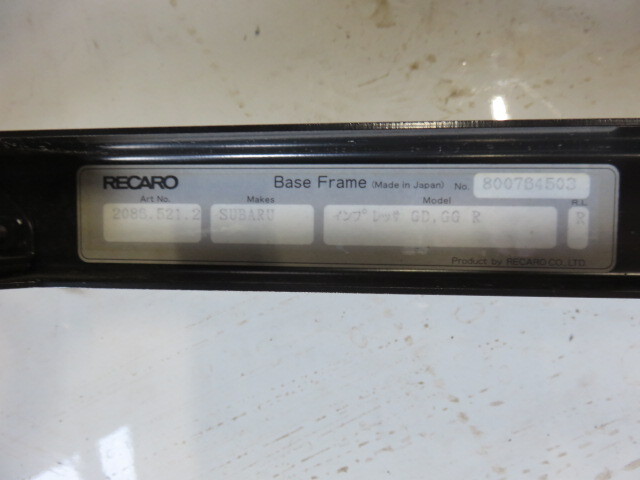 RECARO Base Frame (Made in Japan) No. 800764503
Art No. Makes Model R.L
2086.521.2 SUBARU インプレッサ GD,GG R R
Product by RECARO CO. LTD